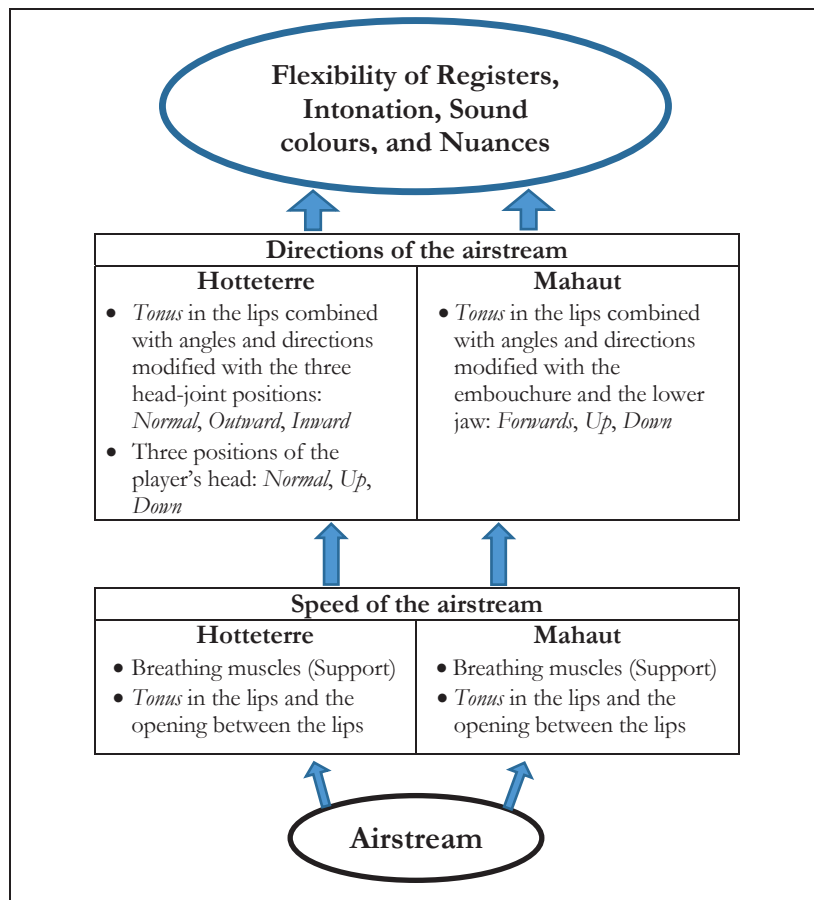 Flexibility of Registers,
Intonation, Sound
colours, and Nuances
Directions of the airstream
Hotteterre
• Tonus in the lips combined
with angles and directions
modified with the three
head-joint positions:
Normal, Outward, Inward
• Three positions of the
player’s head: Normal, Up,
Down
Mahaut
• Tonus in the lips combined
with angles and directions
modified with the
embouchure and the lower
jaw: Forwards, Up, Down
Speed of the airstream
Hotteterre
• Breathing muscles (Support)
• Tonus in the lips and the
opening between the lips
Mahaut
• Breathing muscles (Support)
• Tonus in the lips and the
opening between the lips
Airstream